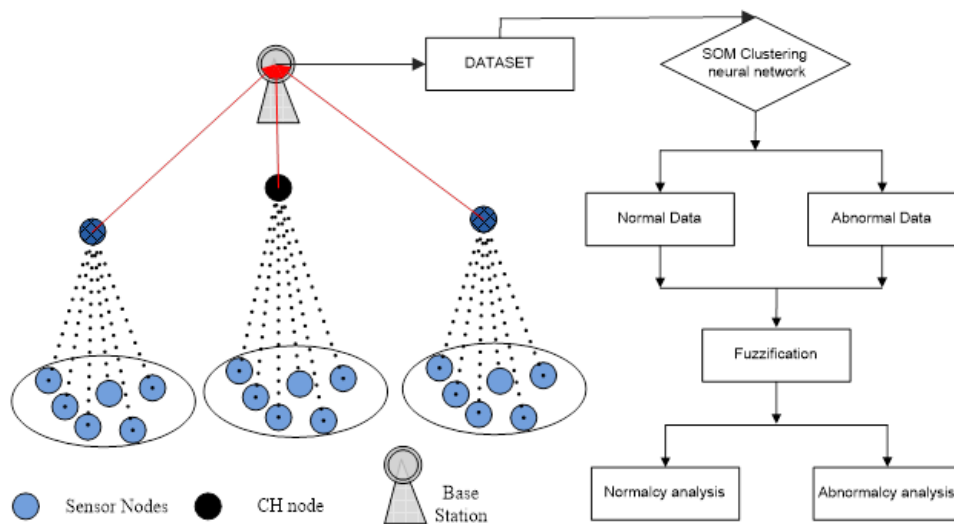 DATASET
SOM Clustering
neural network
Normal Data
Abnormal Data
Fuzzification
Normalcy analysis
Abnormalcy analysis
Sensor Nodes
CH node
Base
Station